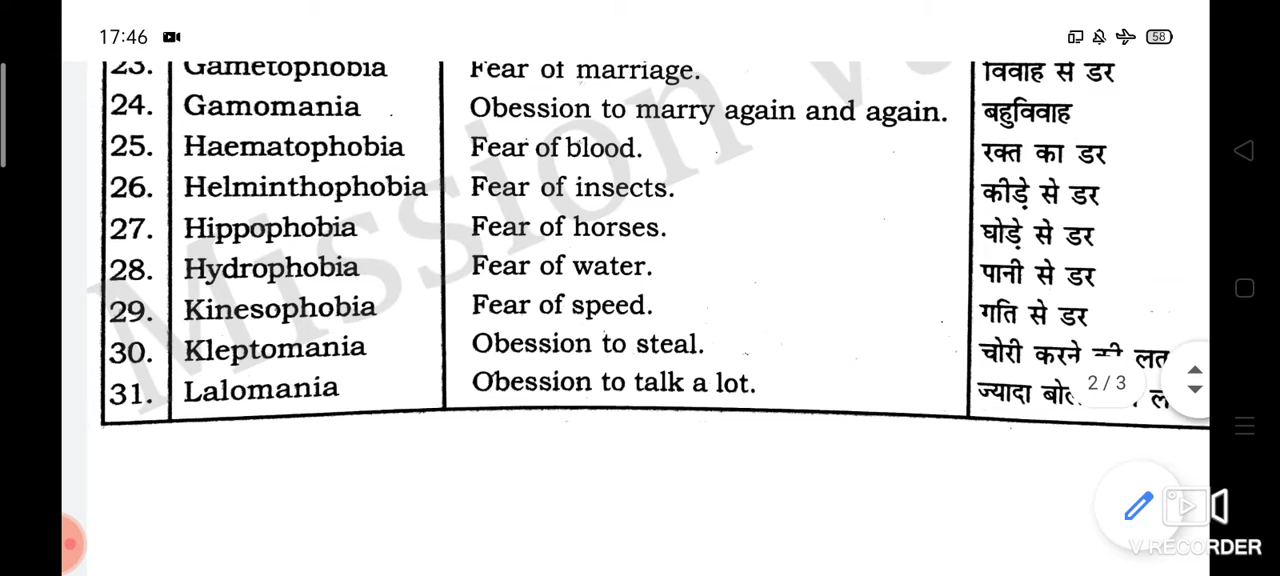 17:46 58
23. Gametophobia Fear of marriage. विवाह से डर
24. Gamomania Obession to marry again and again. बहुविवाह
25. Haematophobia Fear of blood. रक्त का डर
26. Helminthophobia Fear of insects. कीड़े से डर
27. Hippophobia Fear of horses. घोड़े से डर
28. Hydrophobia Fear of water. पानी से डर
29. Kinesophobia Fear of speed. गति से डर
30. Kleptomania Obession to steal. चोरी करने की लत
31. Lalomania Obession to talk a lot. ज्यादा
2/3
Mission
V RECORDER